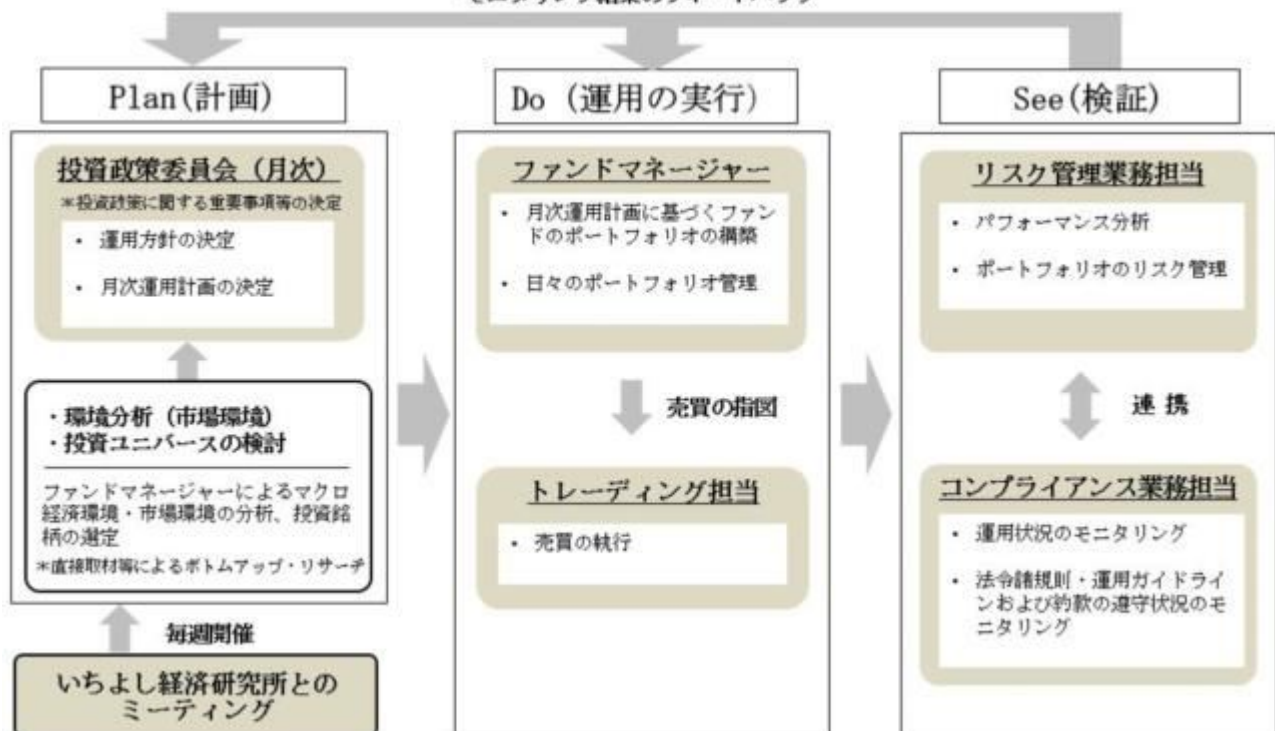 Plan(計画)
投資政策委員会（月次）
＊投資政策に関する重要事項等の決定
・ 運用方針の決定
・ 月次運用計画の決定
・環境分析（市場環境）
・投資ユニバースの検討
ファンドマネージャーによるマクロ
経済環境・市場環境の分析、投資銘
柄の選定
＊直接取材等によるボトムアップ・リサーチ
毎週開催
いちよし経済研究所との
ミーティング
Do (運用の実行)
ファンドマネージャー
・ 月次運用計画に基づくファン
ドのポートフォリオの構築
・ 日々のポートフォリオ管理
売買の指図
トレーディング担当
・ 売買の執行
See(検証)
リスク管理業務担当
・ パフォーマンス分析
・ ポートフォリオのリスク管理
連 携
コンプライアンス業務担当
・ 運用状況のモニタリング
・ 法令諸規則・運用ガイドライ
ンおよび約款の遵守状況のモ
ニタリング